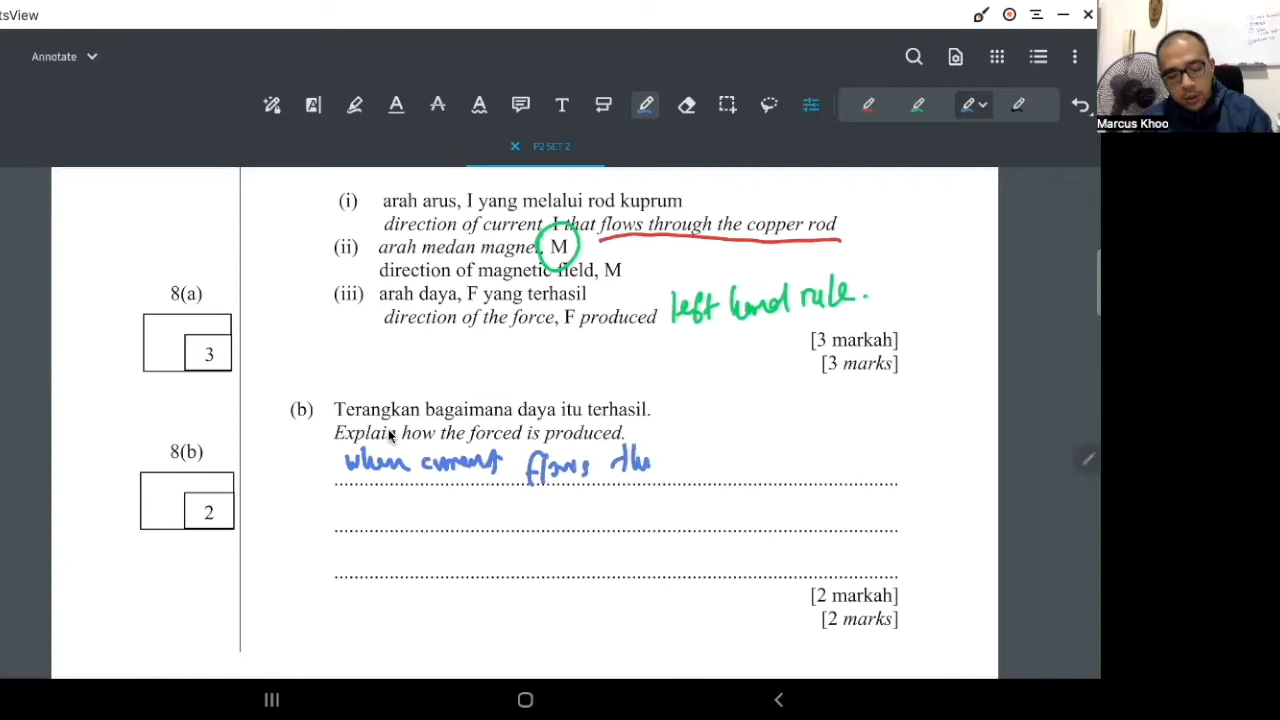 tsView
Annotate
P2 SET 2
Marcus Khoo
(i) arah arus, I yang melalui rod kuprum
direction of current, I that flows through the copper rod
(ii) arah medan magnet, M
direction of magnetic field, M
8(a)
(iii) arah daya, F yang terhasil
direction of the force, F produced left hand rule.
[3 markah]
3
[3 marks]
(b) Terangkan bagaimana daya itu terhasil.
Explain how the forced is produced.
8(b)
when current flows thr
2
[2 markah]
[2 marks]